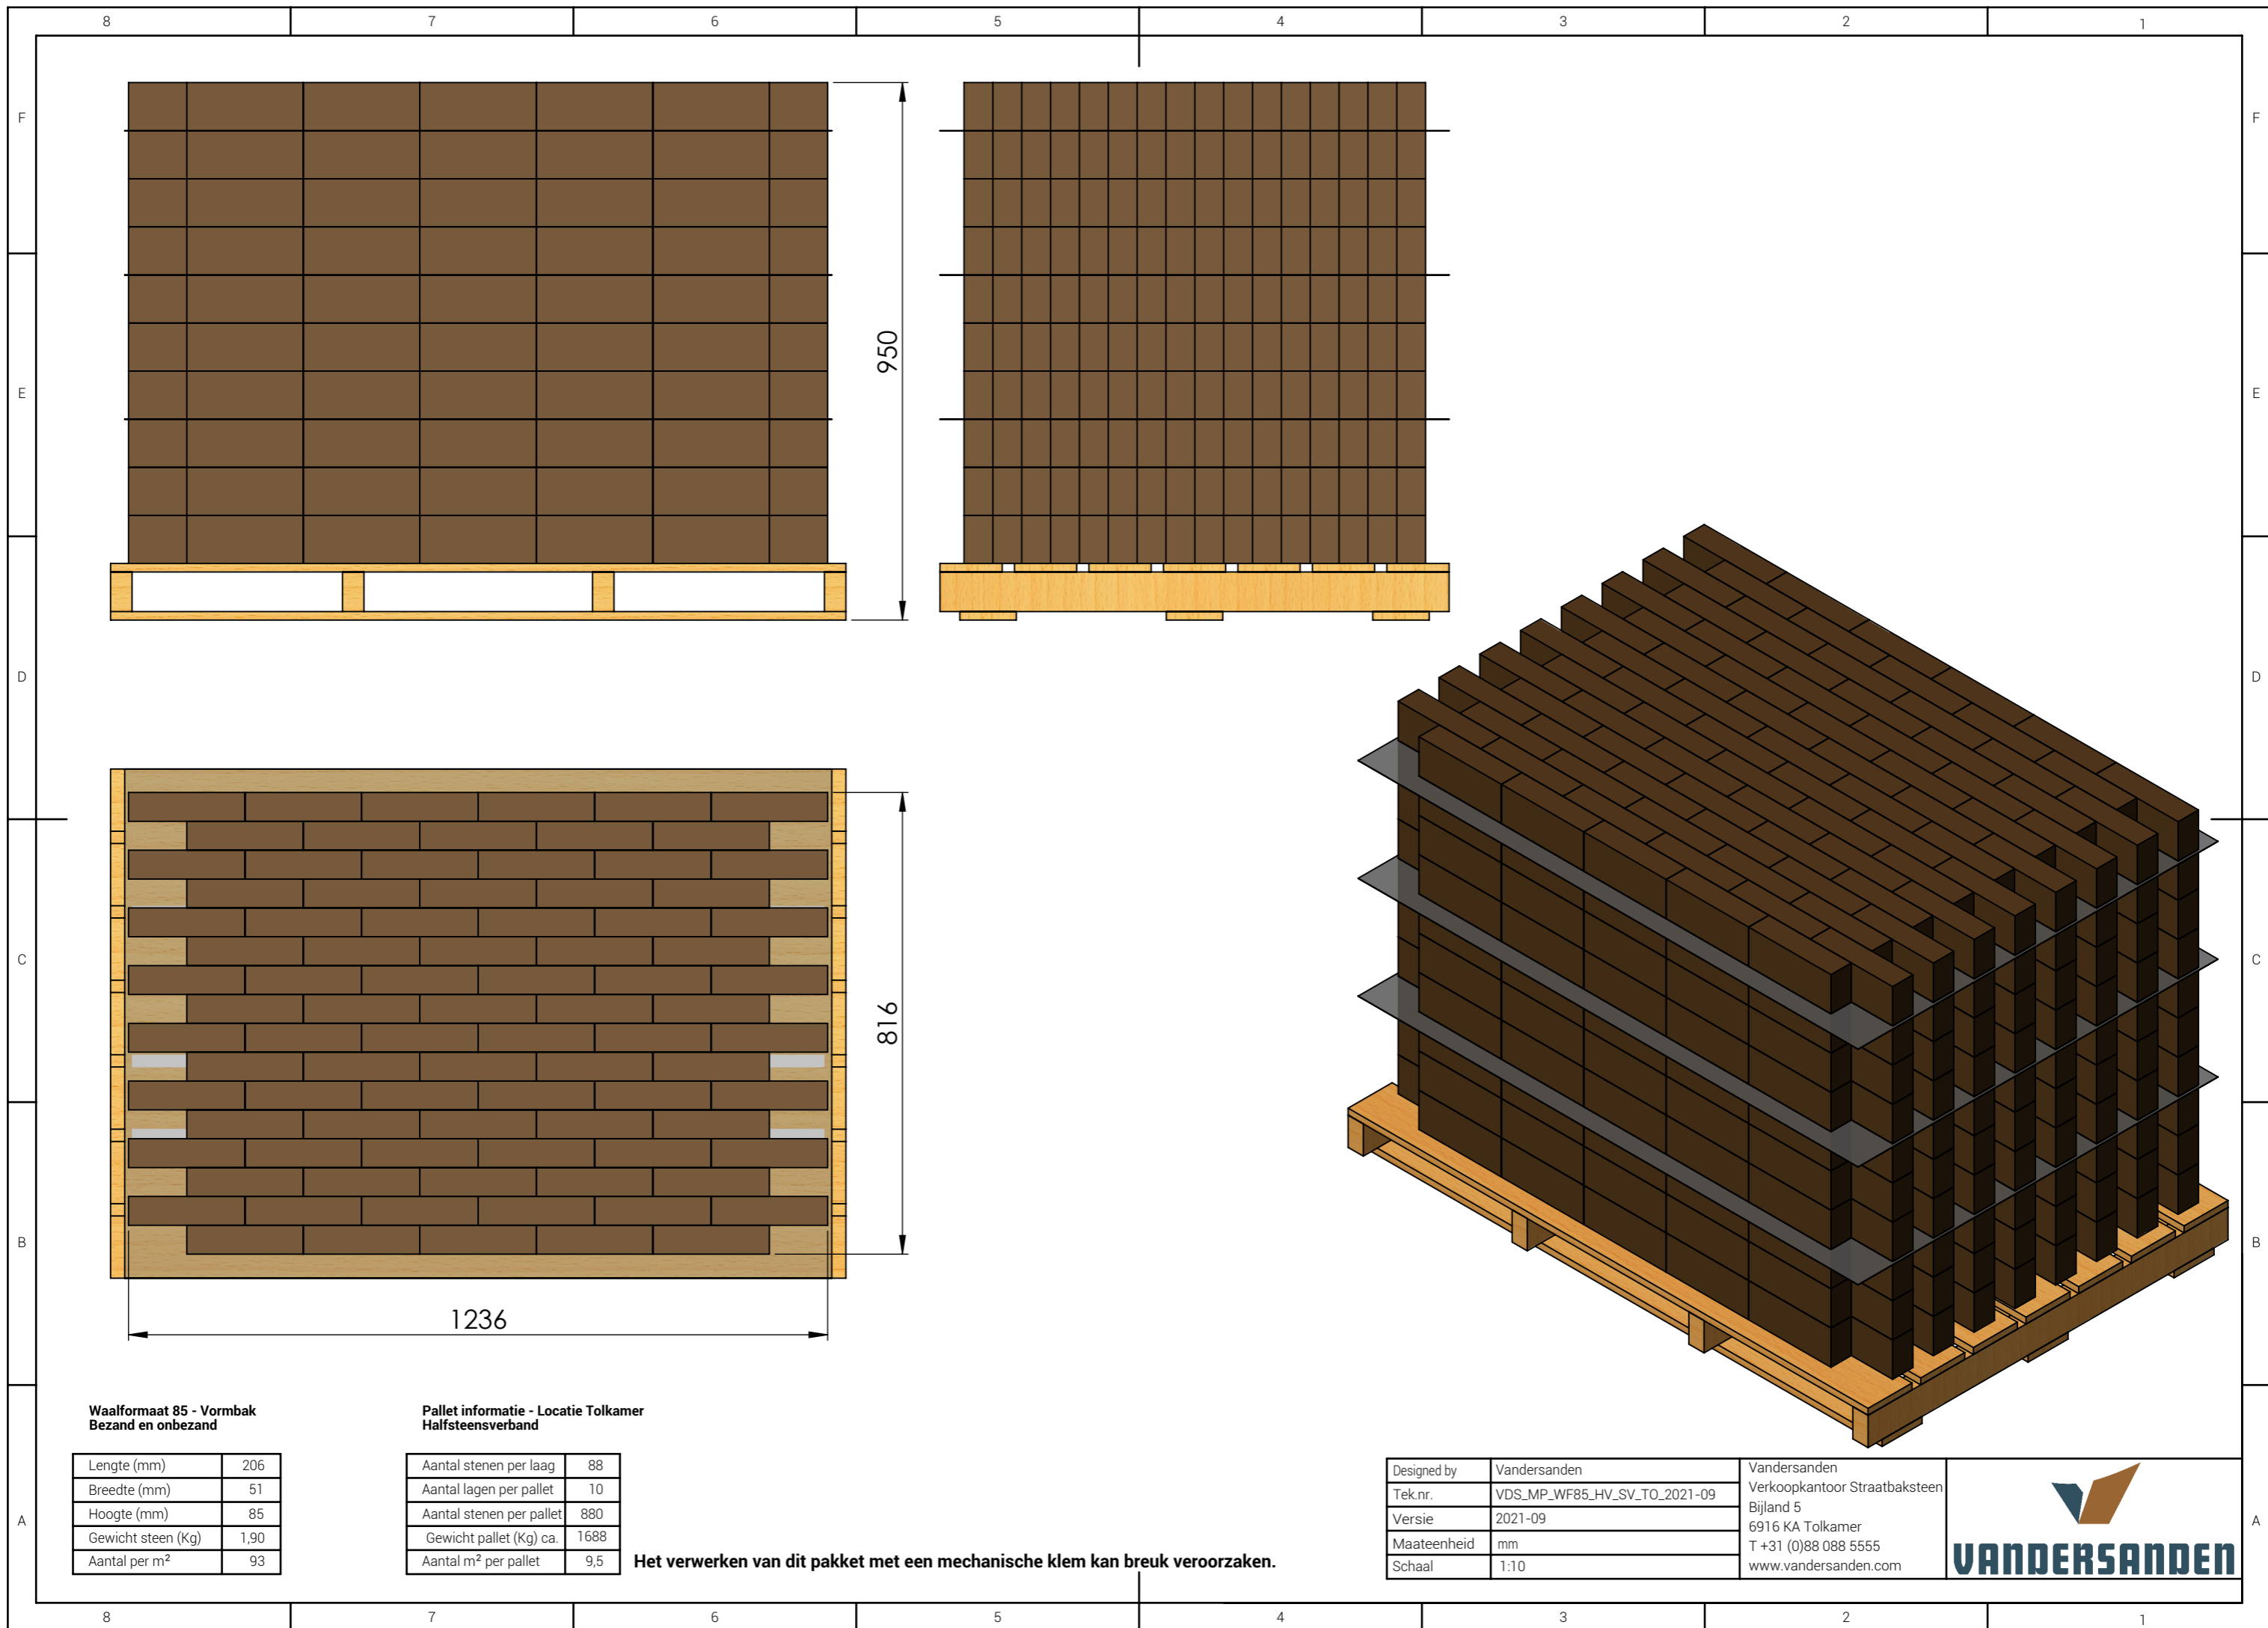 8 7 6 5 4 3 2 1
F F
E E
D D
C C
B B
A A
950
816
1236
Waalformaat 85 - Vormbak
Bezand en onbezand
Lengte (mm) 206
Breedte (mm) 51
Hoogte (mm) 85
Gewicht steen (Kg) 1,90
Aantal per m² 93
Pallet informatie - Locatie Tolkamer
Halfsteensverband
Aantal stenen per laag 88
Aantal lagen per pallet 10
Aantal stenen per pallet 880
Gewicht pallet (Kg) ca. 1688
Aantal m² per pallet 9,5
Het verwerken van dit pakket met een mechanische klem kan breuk veroorzaken.
Designed by Vandersanden
Tek.nr. VDS_MP_WF85_HV_SV_TO_2021-09
Versie 2021-09
Maateenheid mm
Schaal 1:10
Vandersanden
Verkoopkantoor Straatbaksteen
Bijland 5
6916 KA Tolkamer
T +31 (0)88 088 5555
www.vandersanden.com
VANDERSANDEN
8 7 6 5 4 3 2 1